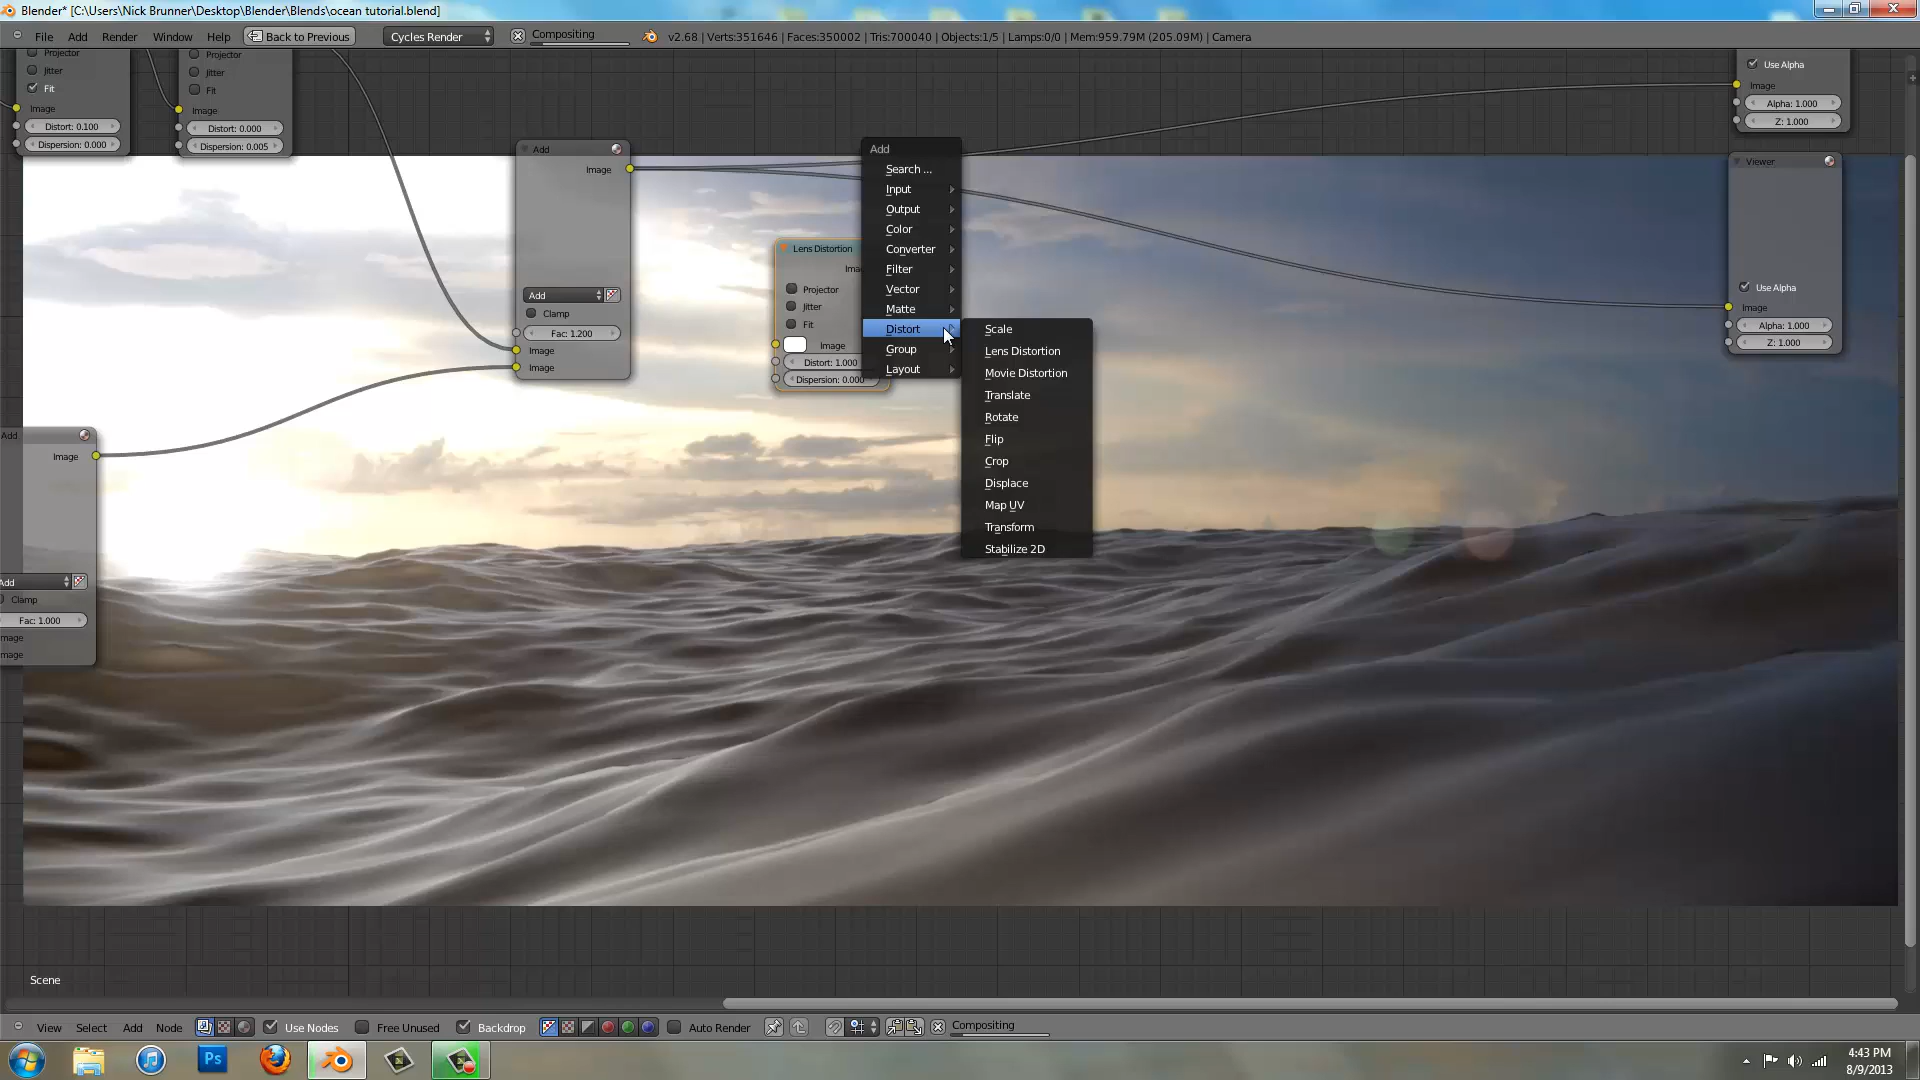 Blender* [C:\Users\Nick Brunner\Desktop\Blender\Blends\ocean tutorial.blend]
File Add Render Window Help Back to Previous Cycles Render Compositing v2.68 | Verts:351646 | Faces:350002 | Tris:700040 | Objects:1/5 | Lamps:0/0 | Mem:959.79M (205.09M) | Camera
Projector
Jitter
Fit
Image
Distort: 0.100
Dispersion: 0.000
Projector
Jitter
Fit
Image
Distort: 0.000
Dispersion: 0.005
Add
Image
Add
Clamp
Fac: 1.200
Image
Image
Lens Distortion
Projector
Jitter
Fit
Image
Distort: 1.000
Dispersion: 0.000
Add
Search ...
Input
Output
Color
Converter
Filter
Vector
Matte
Distort
Group
Layout
Scale
Lens Distortion
Movie Distortion
Translate
Rotate
Flip
Crop
Displace
Map UV
Transform
Stabilize 2D
Use Alpha
Image
Alpha: 1.000
Z: 1.000
Viewer
Use Alpha
Image
Alpha: 1.000
Z: 1.000
Add
Image
Add
Clamp
Fac: 1.000
Scene
View Select Add Node Use Nodes Free Unused Backdrop Auto Render Compositing
Ps
4:43 PM
8/9/2013